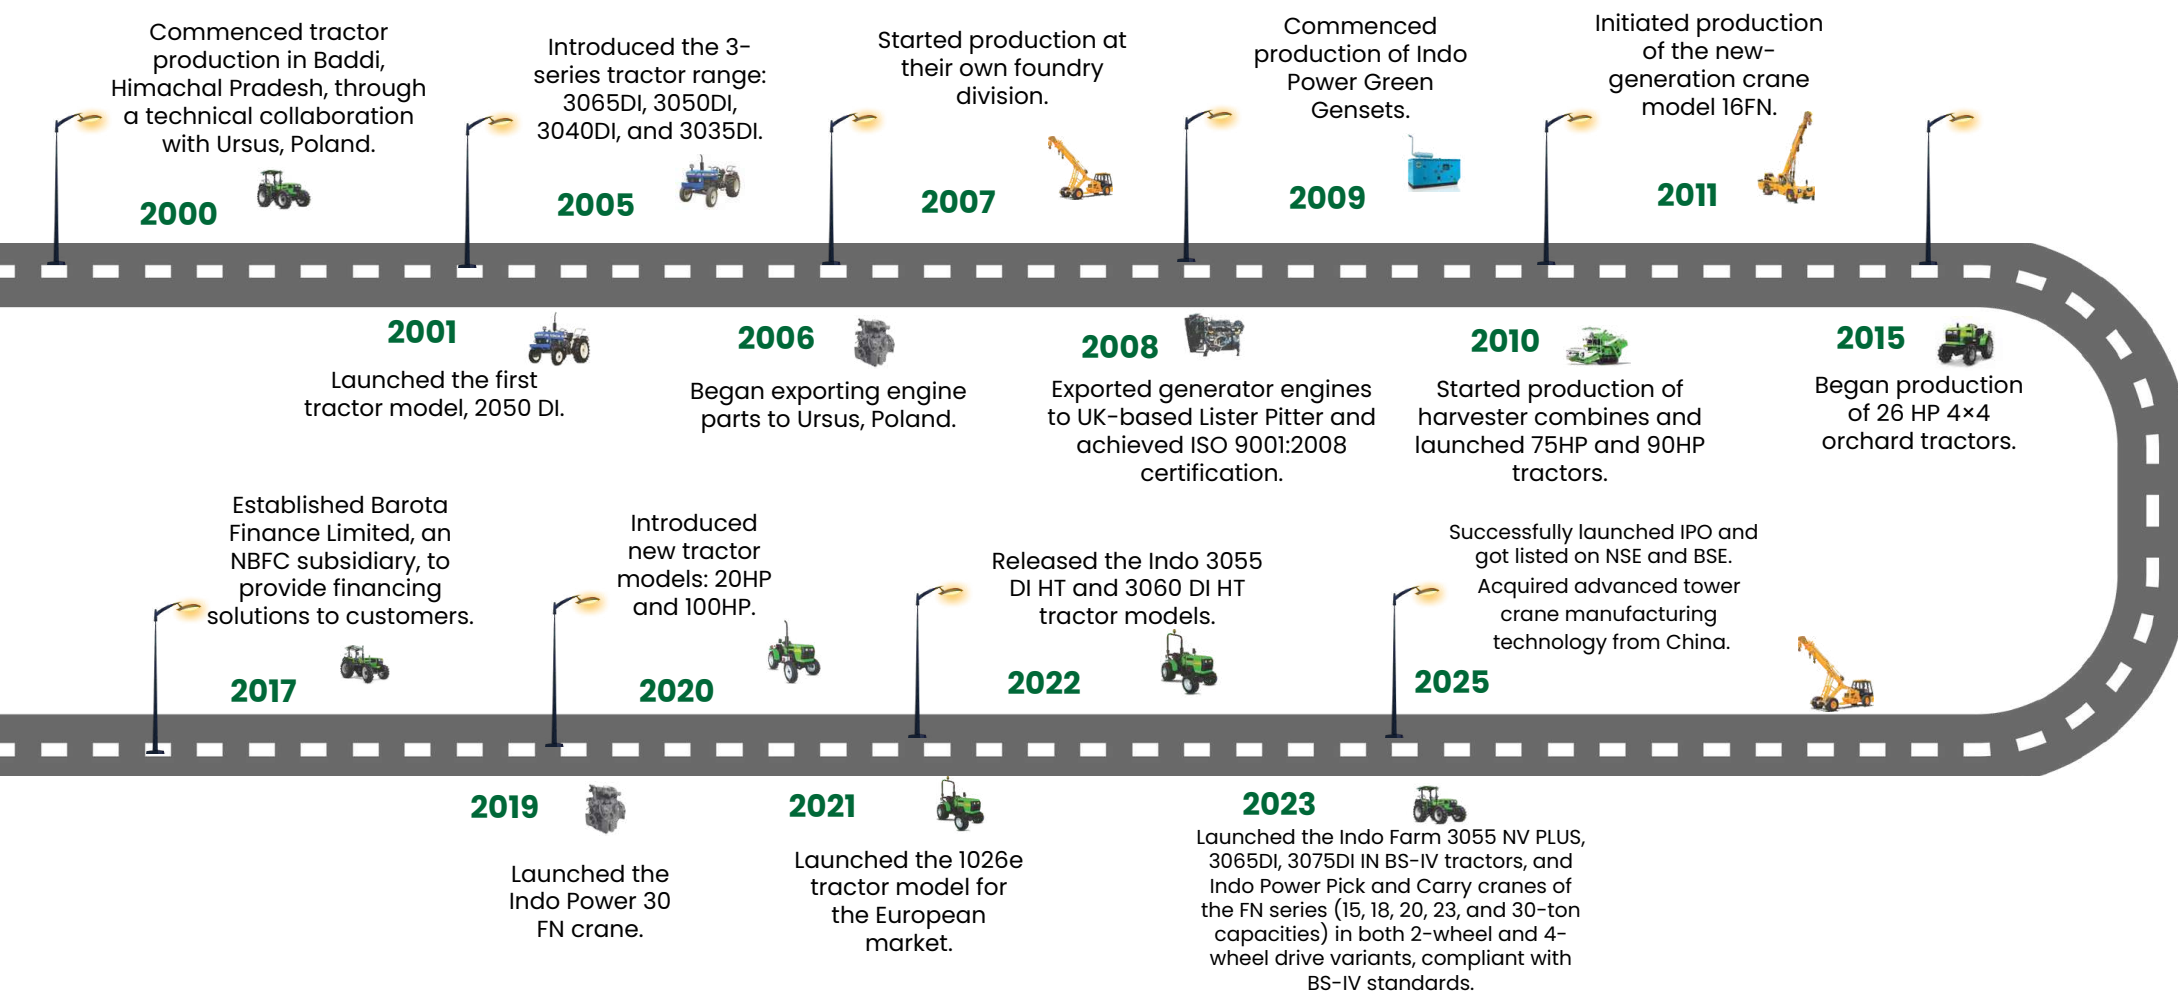 Commenced tractor
production in Baddi,
Himachal Pradesh, through
a technical collaboration
with Ursus, Poland.
2000
Introduced the 3-
series tractor range:
3065DI, 3050DI,
3040DI, and 3035DI.
2005
Started production at
their own foundry
division.
2007
Commenced
production of Indo
Power Green
Gensets.
2009
Initiated production
of the new-
generation crane
model 16FN.
2011
2001
Launched the first
tractor model, 2050 DI.
2006
Began exporting engine
parts to Ursus, Poland.
2008
Exported generator engines
to UK-based Lister Pitter and
achieved ISO 9001:2008
certification.
2010
Started production of
harvester combines and
launched 75HP and 90HP
tractors.
2015
Began production
of 26 HP 4×4
orchard tractors.
Established Barota
Finance Limited, an
NBFC subsidiary, to
provide financing
solutions to customers.
2017
Introduced
new tractor
models: 20HP
and 100HP.
2020
Released the Indo 3055
DI HT and 3060 DI HT
tractor models.
2022
Successfully launched IPO and
got listed on NSE and BSE.
Acquired advanced tower
crane manufacturing
technology from China.
2025
2019
Launched the
Indo Power 30
FN crane.
2021
Launched the 1026e
tractor model for
the European
market.
2023
Launched the Indo Farm 3055 NV PLUS,
3065DI, 3075DI IN BS-IV tractors, and
Indo Power Pick and Carry cranes of
the FN series (15, 18, 20, 23, and 30-ton
capacities) in both 2-wheel and 4-
wheel drive variants, compliant with
BS-IV standards.